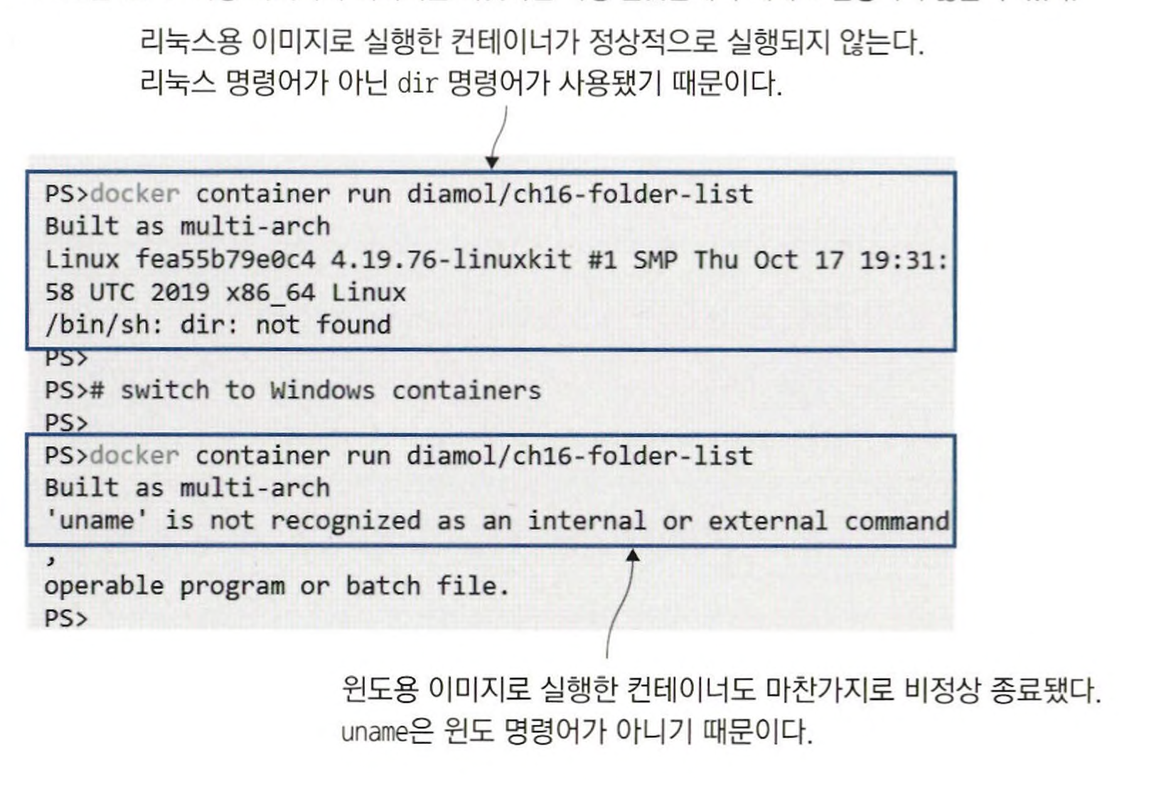 리눅스용 이미지로 실행한 컨테이너가 정상적으로 실행되지 않는다.
리눅스 명령어가 아닌 dir 명령어가 사용됐기 때문이다.
PS>docker container run diamol/ch16-folder-list
Built as multi-arch
Linux fea55b79e0c4 4.19.76-linuxkit #1 SMP Thu Oct 17 19:31:
58 UTC 2019 x86_64 Linux
/bin/sh: dir: not found
PS>
PS># switch to Windows containers
PS>
PS>docker container run diamol/ch16-folder-list
Built as multi-arch
'uname' is not recognized as an internal or external command
,
operable program or batch file.
PS>
윈도용 이미지로 실행한 컨테이너도 마찬가지로 비정상 종료됐다.
uname은 윈도 명령어가 아니기 때문이다.